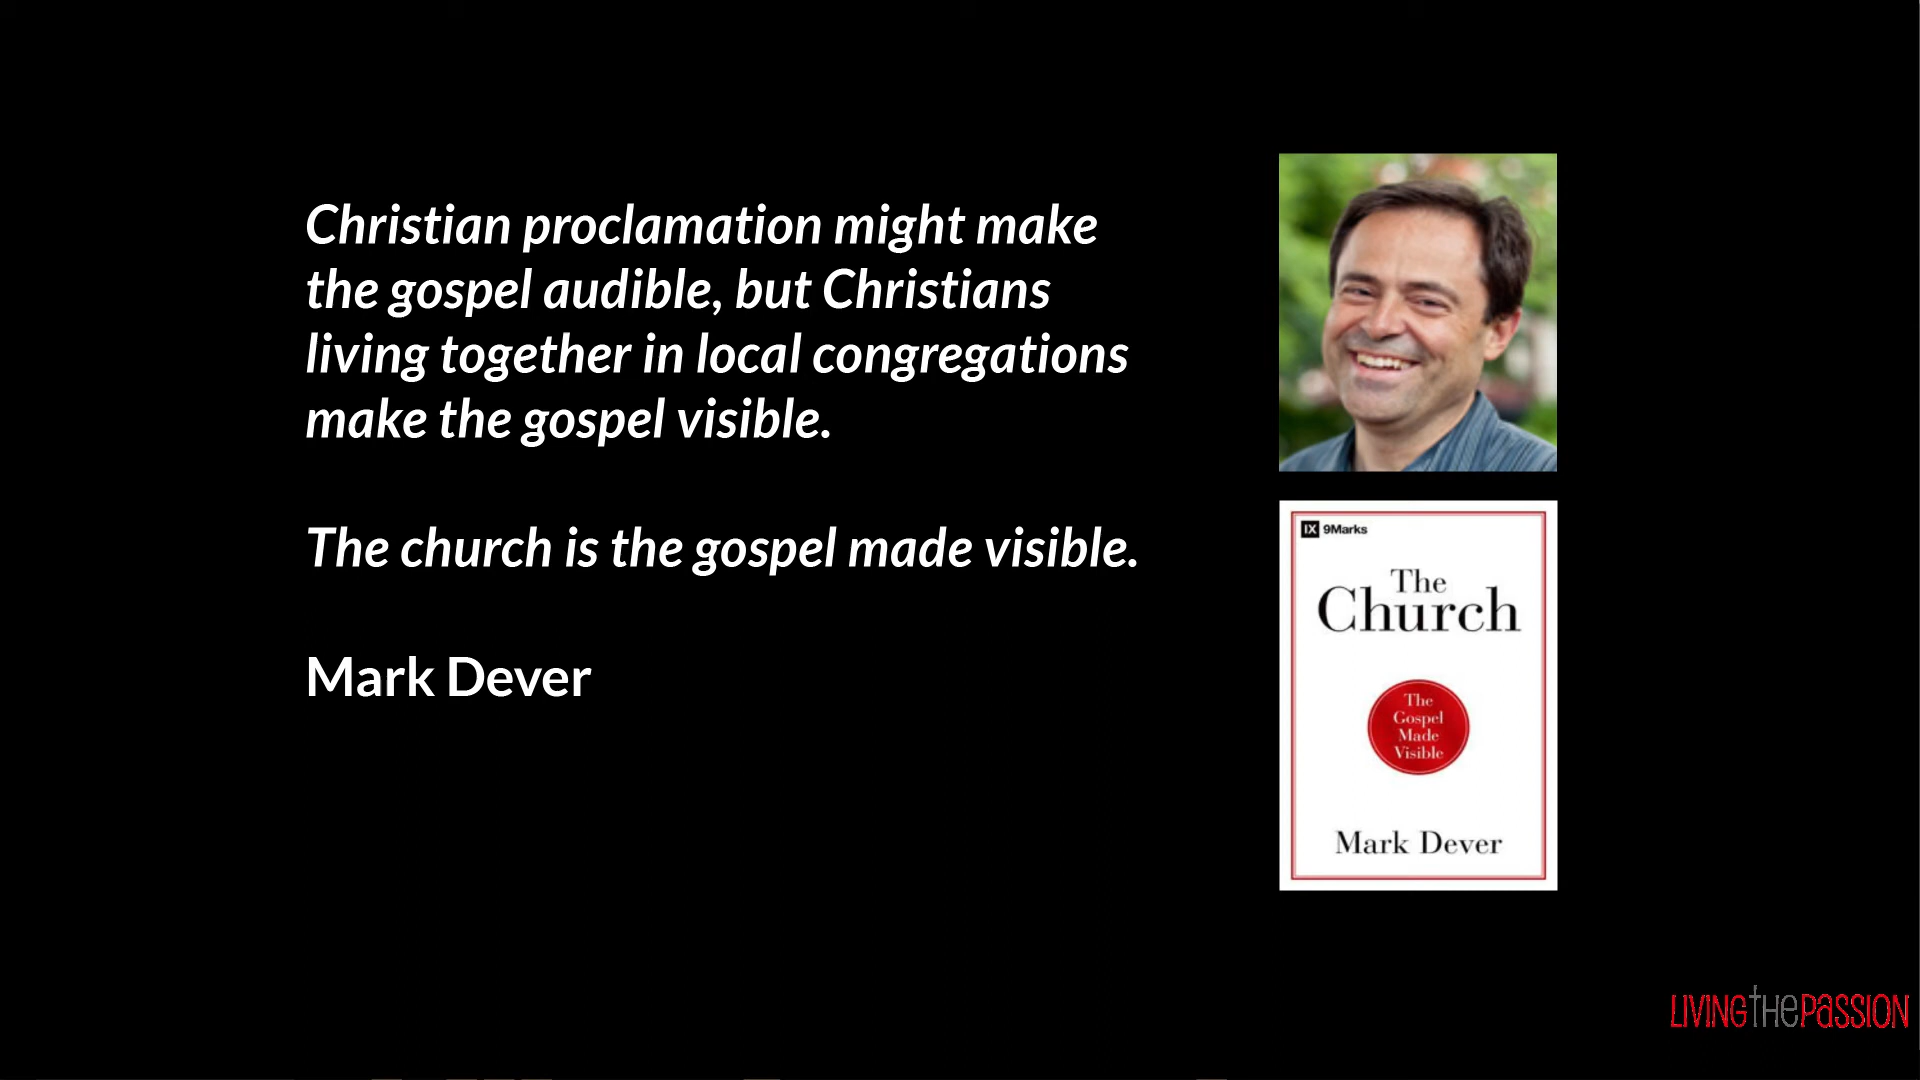 Christian proclamation might make
the gospel audible, but Christians
living together in local congregations
make the gospel visible.
The church is the gospel made visible.
Mark Dever
IX 9Marks
The
Church
The
Gospel
Made
Visible
Mark Dever
LIVINGthePASSION